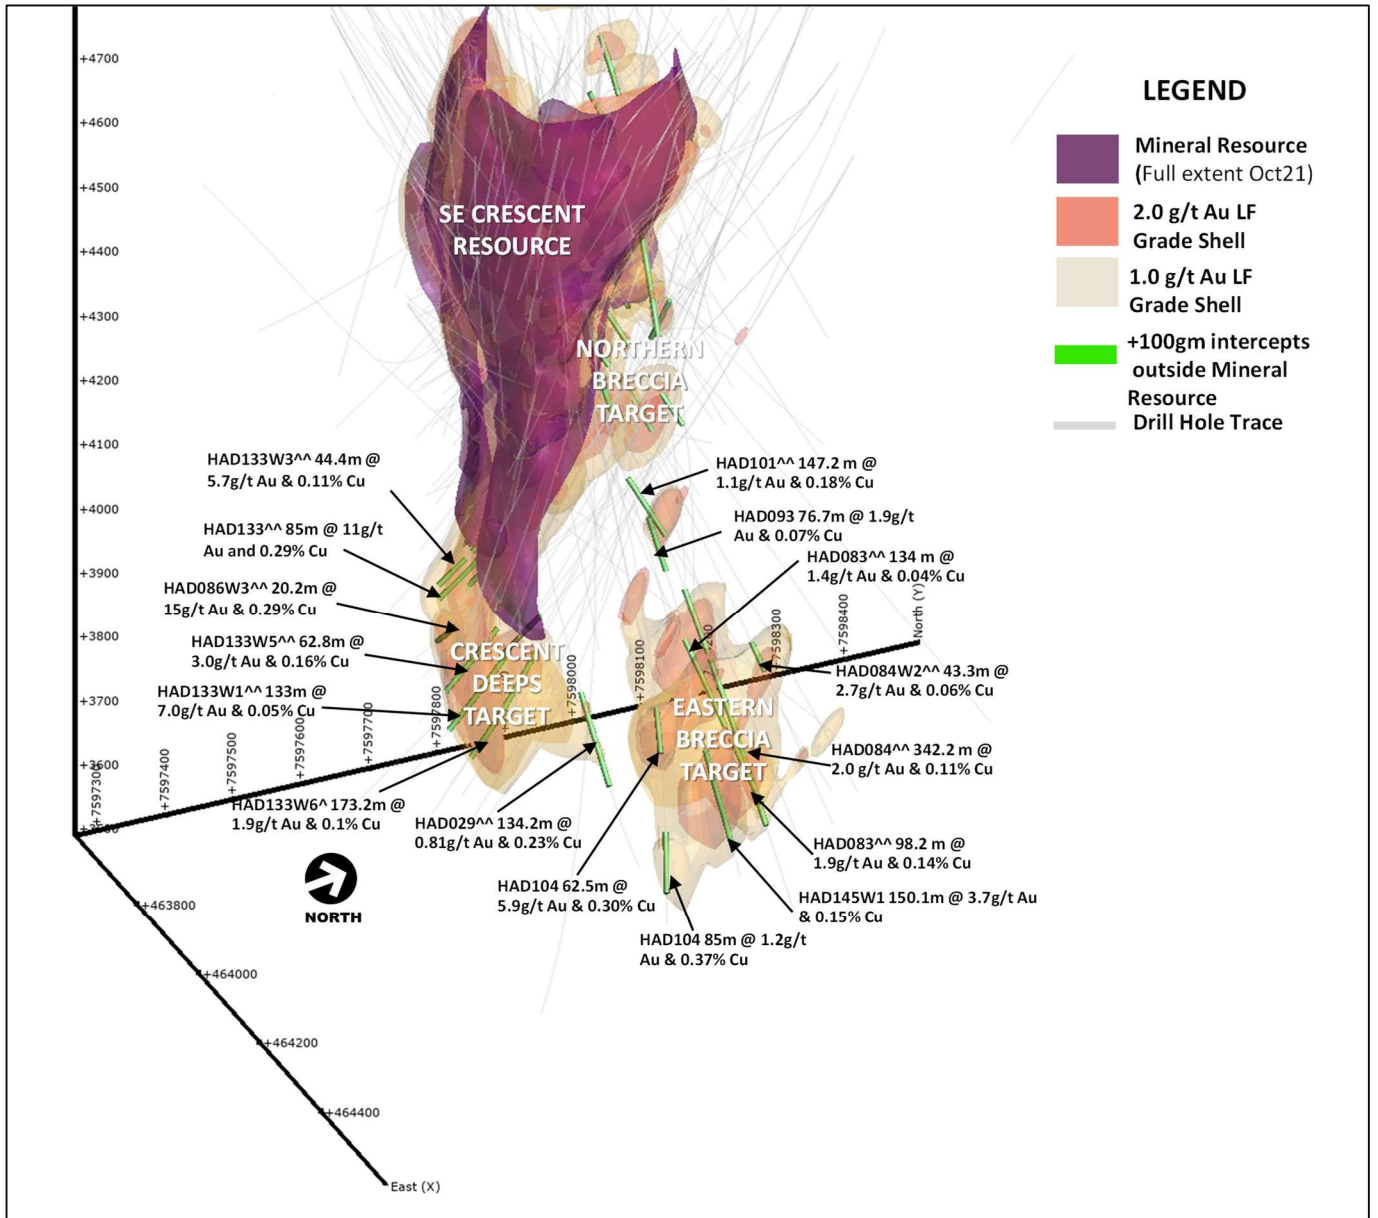 +4700
+4600
+4500
+4400
+4300
+4200
+4100
+4000
+3900
+3800
+3700
+3600
SE CRESCENT
RESOURCE
NORTHERN
BRECCIA
TARGET
LEGEND
Mineral Resource
(Full extent Oct21)
2.0 g/t Au LF
Grade Shell
1.0 g/t Au LF
Grade Shell
+100gm intercepts
outside Mineral
Resource
Drill Hole Trace
HAD133W3^^ 44.4m @
5.7g/t Au & 0.11% Cu
HAD133^^ 85m @ 11g/t
Au and 0.29% Cu
HAD086W3^^ 20.2m @
15g/t Au & 0.29% Cu
HAD133W5^^ 62.8m @
3.0g/t Au & 0.16% Cu
HAD133W1^^ 133m @
7.0g/t Au & 0.05% Cu
CRESCENT
DEEPS
TARGET
HAD101^^ 147.2 m @
1.1g/t Au & 0.18% Cu
HAD093 76.7m @ 1.9g/t
Au & 0.07% Cu
HAD083^^ 134 m @
1.4g/t Au & 0.04% Cu
HAD084W2^^ 43.3m @
2.7g/t Au & 0.06% Cu
EASTERN
BRECCIA
TARGET
HAD084^^ 342.2 m @
2.0 g/t Au & 0.11% Cu
HAD083^^ 98.2 m @
1.9g/t Au & 0.14% Cu
HAD145W1 150.1m @ 3.7g/t Au
& 0.15% Cu
HAD133W6^ 173.2m @
1.9g/t Au & 0.1% Cu
HAD029^^ 134.2m @
0.81g/t Au & 0.23% Cu
HAD104 62.5m @
5.9g/t Au & 0.30% Cu
HAD104 85m @ 1.2g/t
Au & 0.37% Cu
+7597400
+7597500
+7597600
+7597700
+7597800
+7598000
+7598100
+7598300
+7598400
North (Y)
NORTH
+463800
+464000
+464200
+464400
East (X)